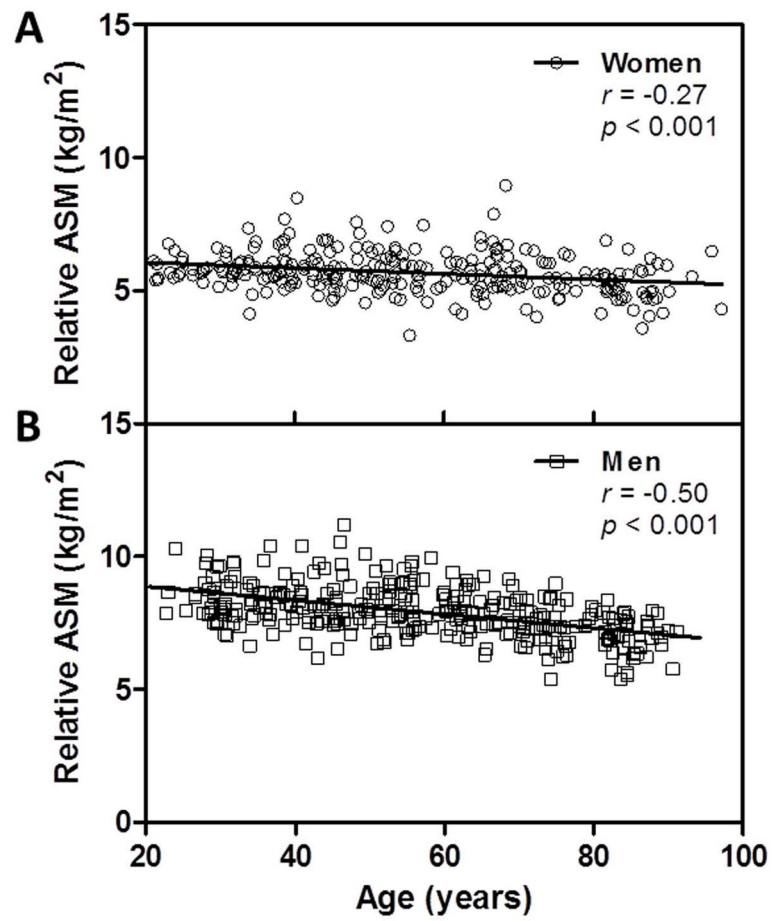 A
15
Women
r = -0.27
p < 0.001
10
5
Relative ASM (kg/m²)
B
15
Men
r = -0.50
p < 0.001
10
5
0
Relative ASM (kg/m²)
20 40 60 80 100
Age (years)